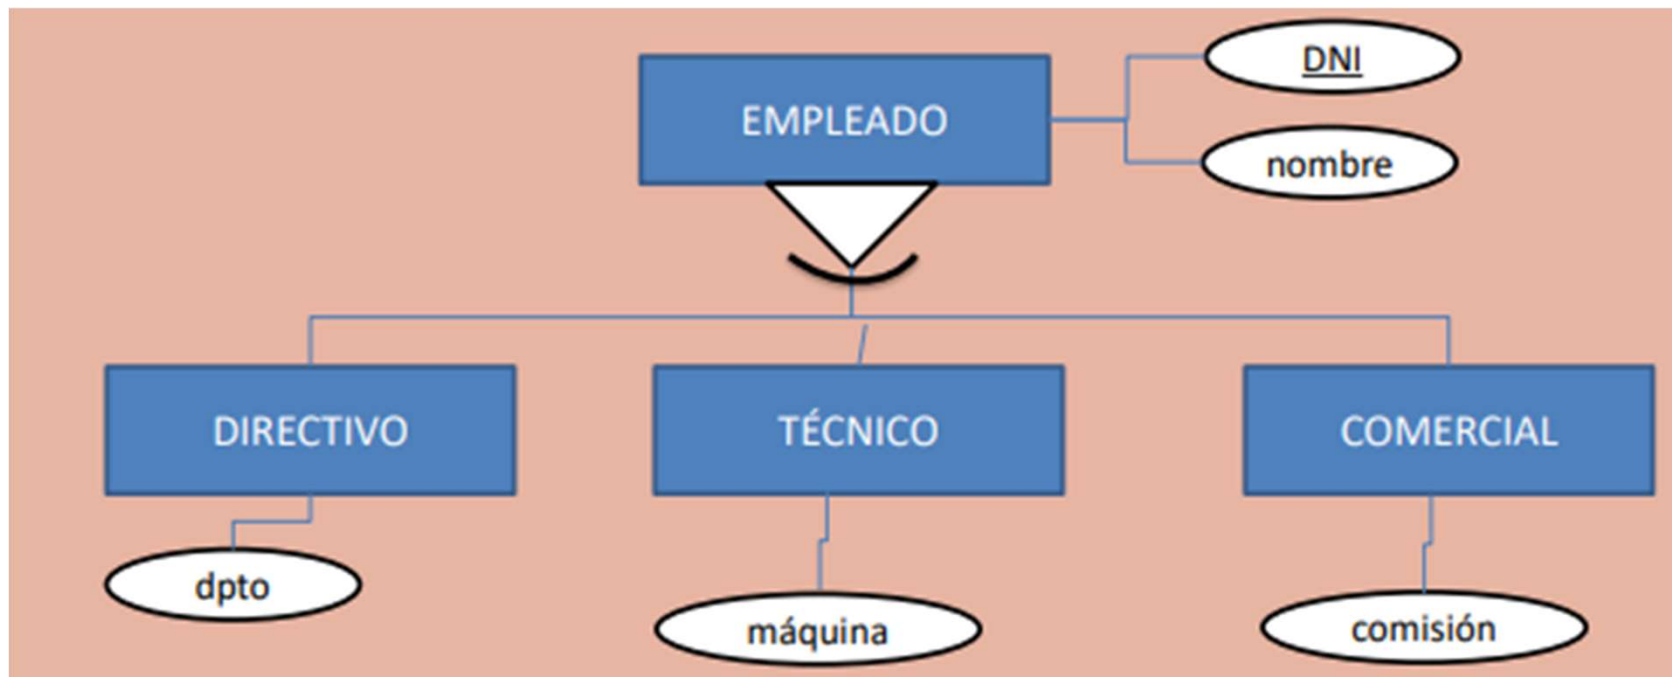 DNI
EMPLEADO
nombre
DIRECTIVO
TÉCNICO
COMERCIAL
dpto
máquina
comisión